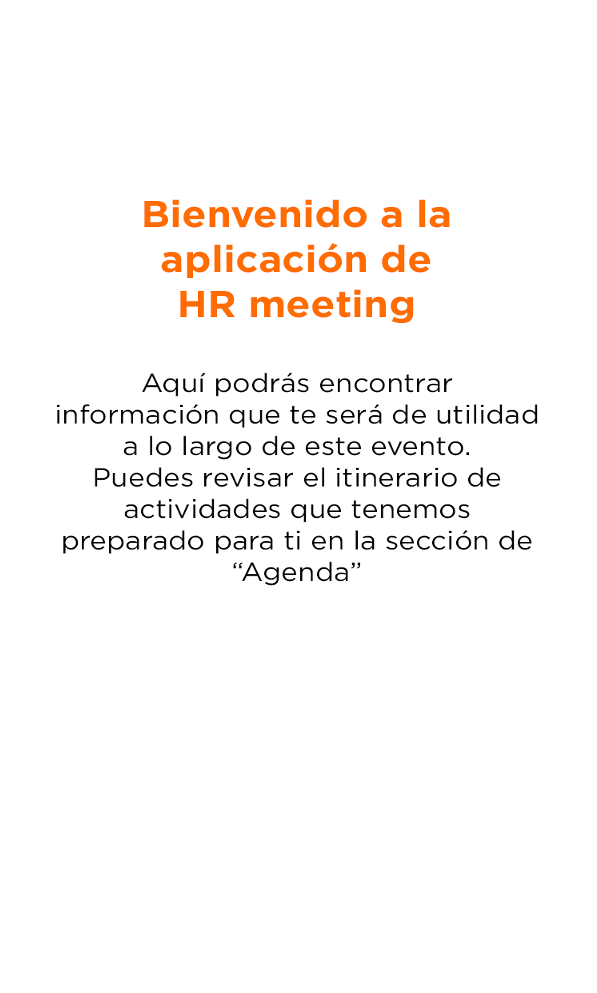 Bienvenido a la
aplicación de
HR meeting
Aquí podrás encontrar
información que te será de utilidad
a lo largo de este evento.
Puedes revisar el itinerario de
actividades que tenemos
preparado para ti en la sección de
“Agenda”